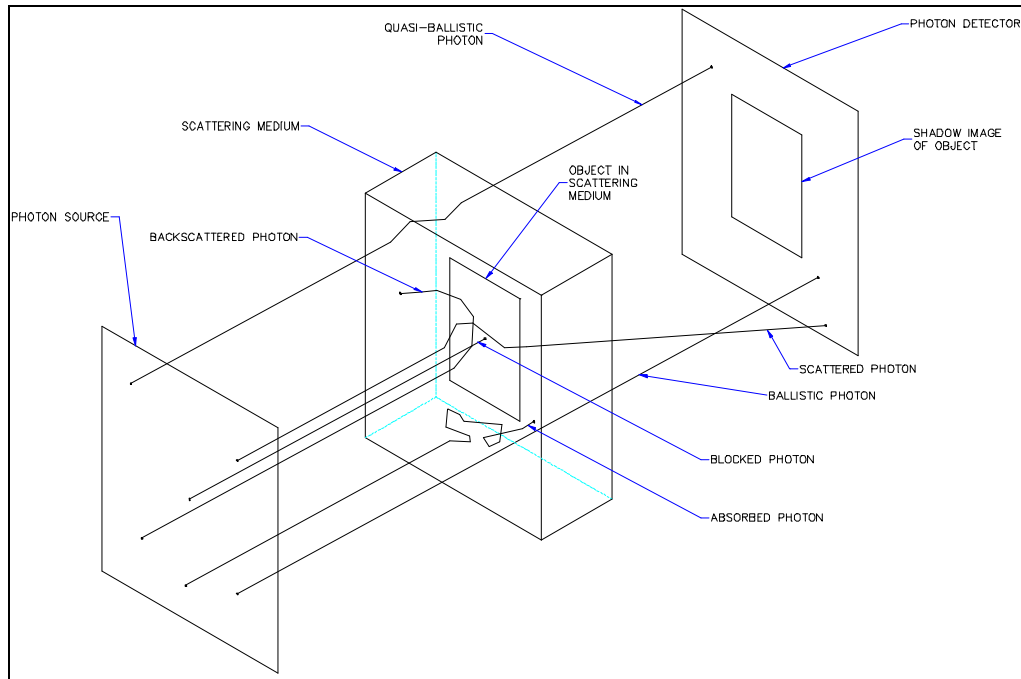 QUASI-BALLISTIC
PHOTON
PHOTON DETECTOR
SCATTERING MEDIUM
SHADOW IMAGE
OF OBJECT
OBJECT IN
SCATTERING
MEDIUM
PHOTON SOURCE
BACKSCATTERED PHOTON
SCATTERED PHOTON
BALLISTIC PHOTON
BLOCKED PHOTON
ABSORBED PHOTON